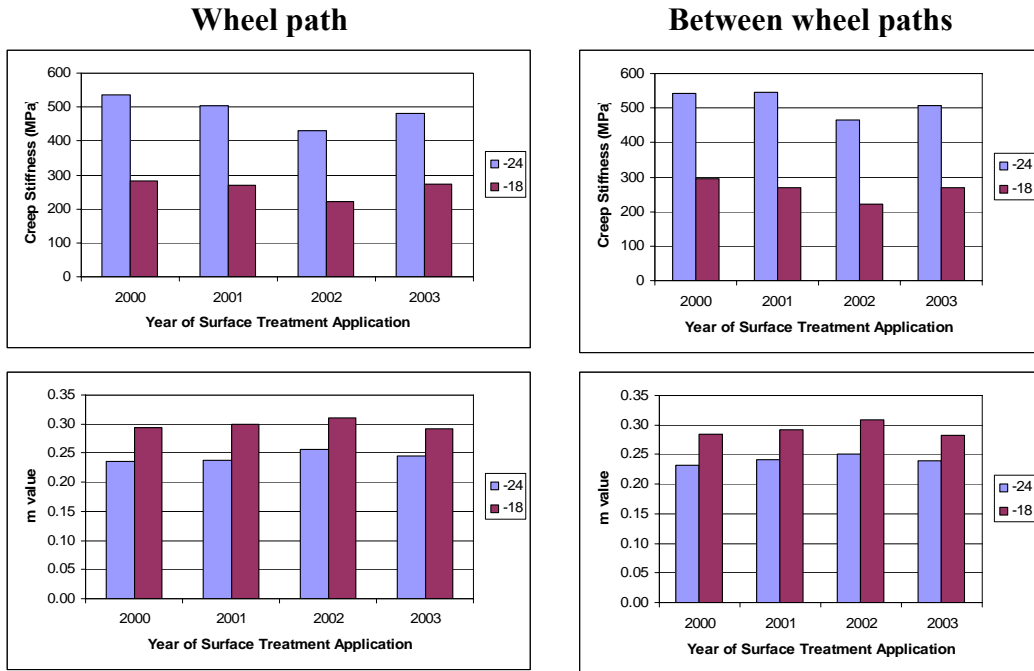 Wheel path
Between wheel paths
600
500
400
300
200
100
0
Creep Stiffness (MPa)
2000 2001 2002 2003
Year of Surface Treatment Application
-24
-18
600
500
400
300
200
100
0
Creep Stiffness (MPa)
2000 2001 2002 2003
Year of Surface Treatment Application
-24
-18
0.35
0.30
0.25
0.20
0.15
0.10
0.05
0.00
m value
2000 2001 2002 2003
Year of Surface Treatment Application
-24
-18
0.35
0.30
0.25
0.20
0.15
0.10
0.05
0.00
m value
2000 2001 2002 2003
Year of Surface Treatment Application
-24
-18